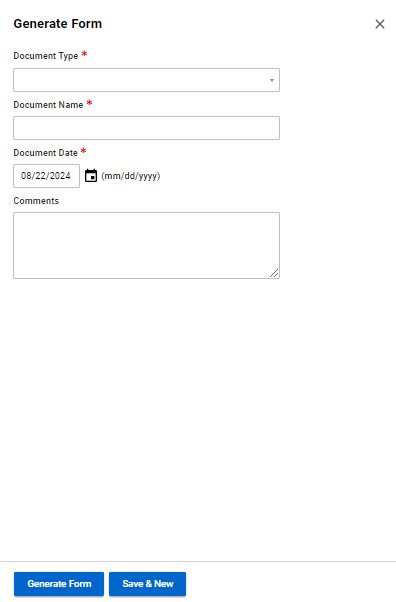 Generate Form
Document Type *
Document Name *
Document Date *
08/22/2024 (mm/dd/yyyy)
Comments
Generate Form Save & New